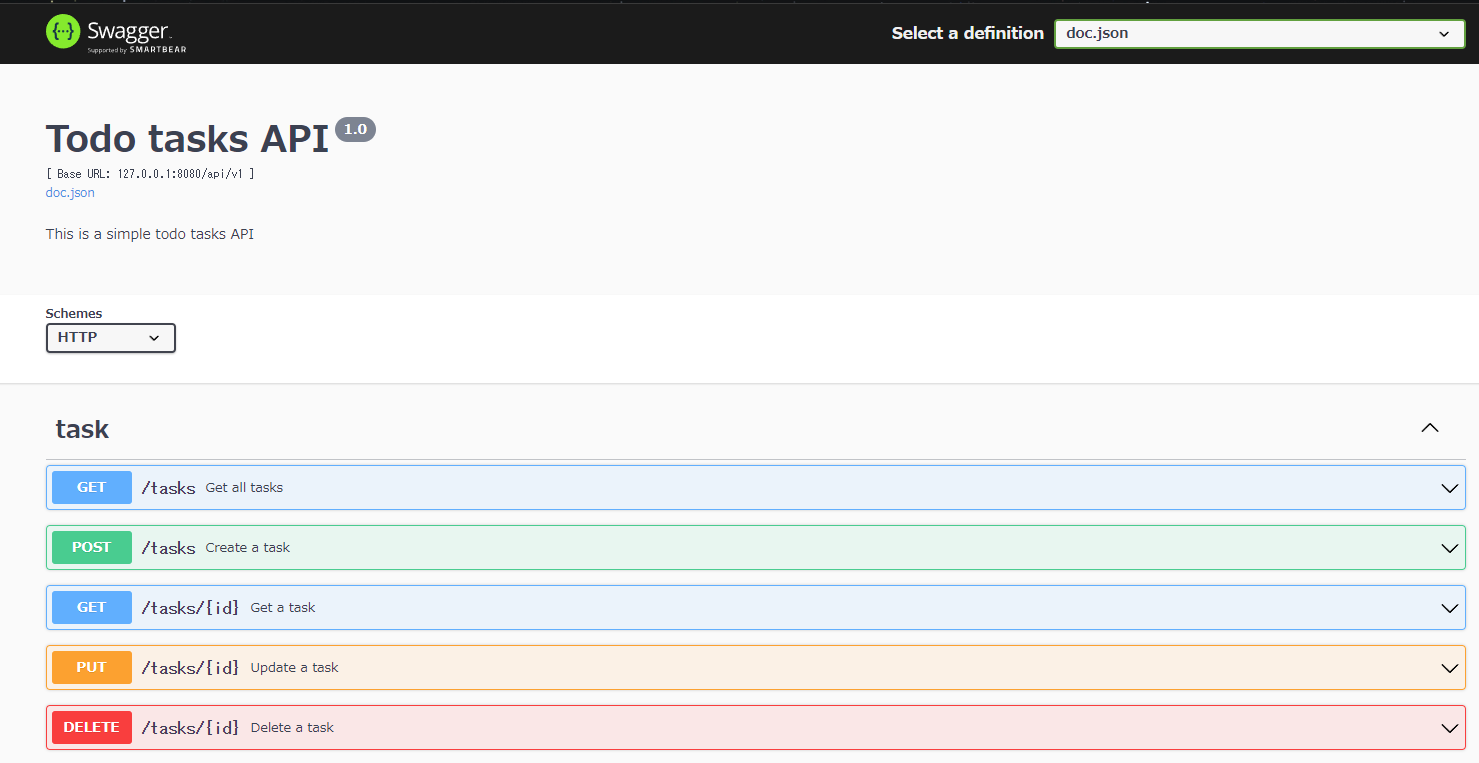 Swagger
Supported by SMARTBEAR
Select a definition
doc.json
Todo tasks API 1.0
[ Base URL: 127.0.0.1:8080/api/v1 ]
doc.json
This is a simple todo tasks API
Schemes
HTTP
task
GET /tasks Get all tasks
POST /tasks Create a task
GET /tasks/{id} Get a task
PUT /tasks/{id} Update a task
DELETE /tasks/{id} Delete a task